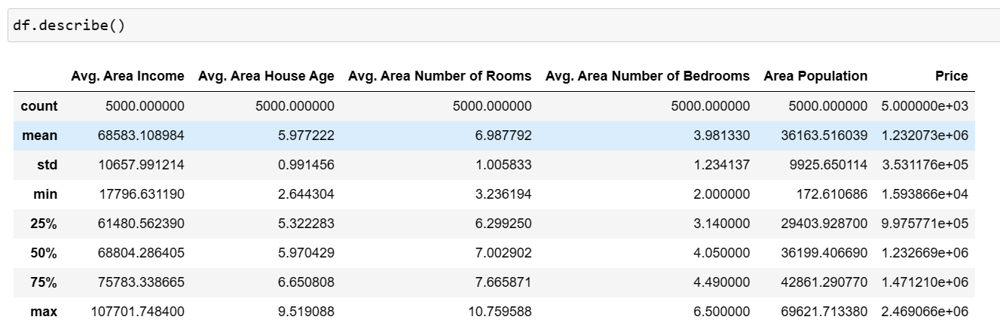 df.describe()
Avg. Area Income Avg. Area House Age Avg. Area Number of Rooms Avg. Area Number of Bedrooms Area Population Price
count 5000.000000 5000.000000 5000.000000 5000.000000 5000.000000 5.000000e+03
mean 68583.108984 5.977222 6.987792 3.981330 36163.516039 1.232073e+06
std 10657.991214 0.991456 1.005833 1.234137 9925.650114 3.531176e+05
min 17796.631190 2.644304 3.236194 2.000000 172.610686 1.593866e+04
25% 61480.562390 5.322283 6.299250 3.140000 29403.928700 9.975771e+05
50% 68804.286405 5.970429 7.002902 4.050000 36199.406690 1.232669e+06
75% 75783.338665 6.650808 7.665871 4.490000 42861.290770 1.471210e+06
max 107701.748400 9.519088 10.759588 6.500000 69621.713380 2.469066e+06